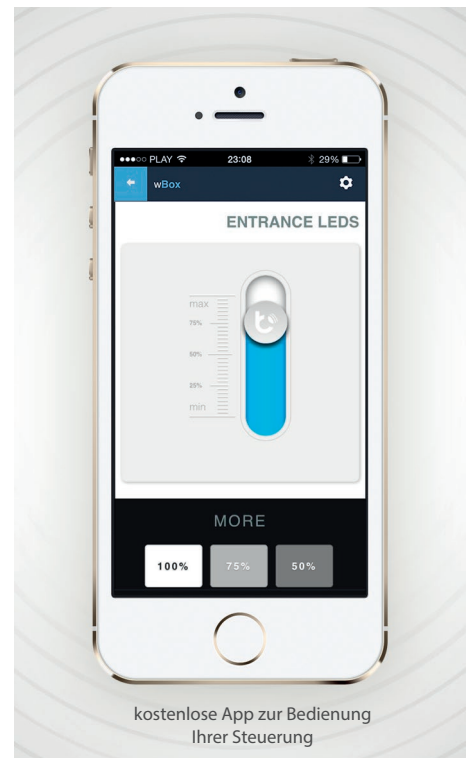 PLAY 23:08 29%
wBox
ENTRANCE LEDS
max
75%
50%
25%
min
MORE
100% 75% 50%
kostenlose App zur Bedienung
Ihrer Steuerung